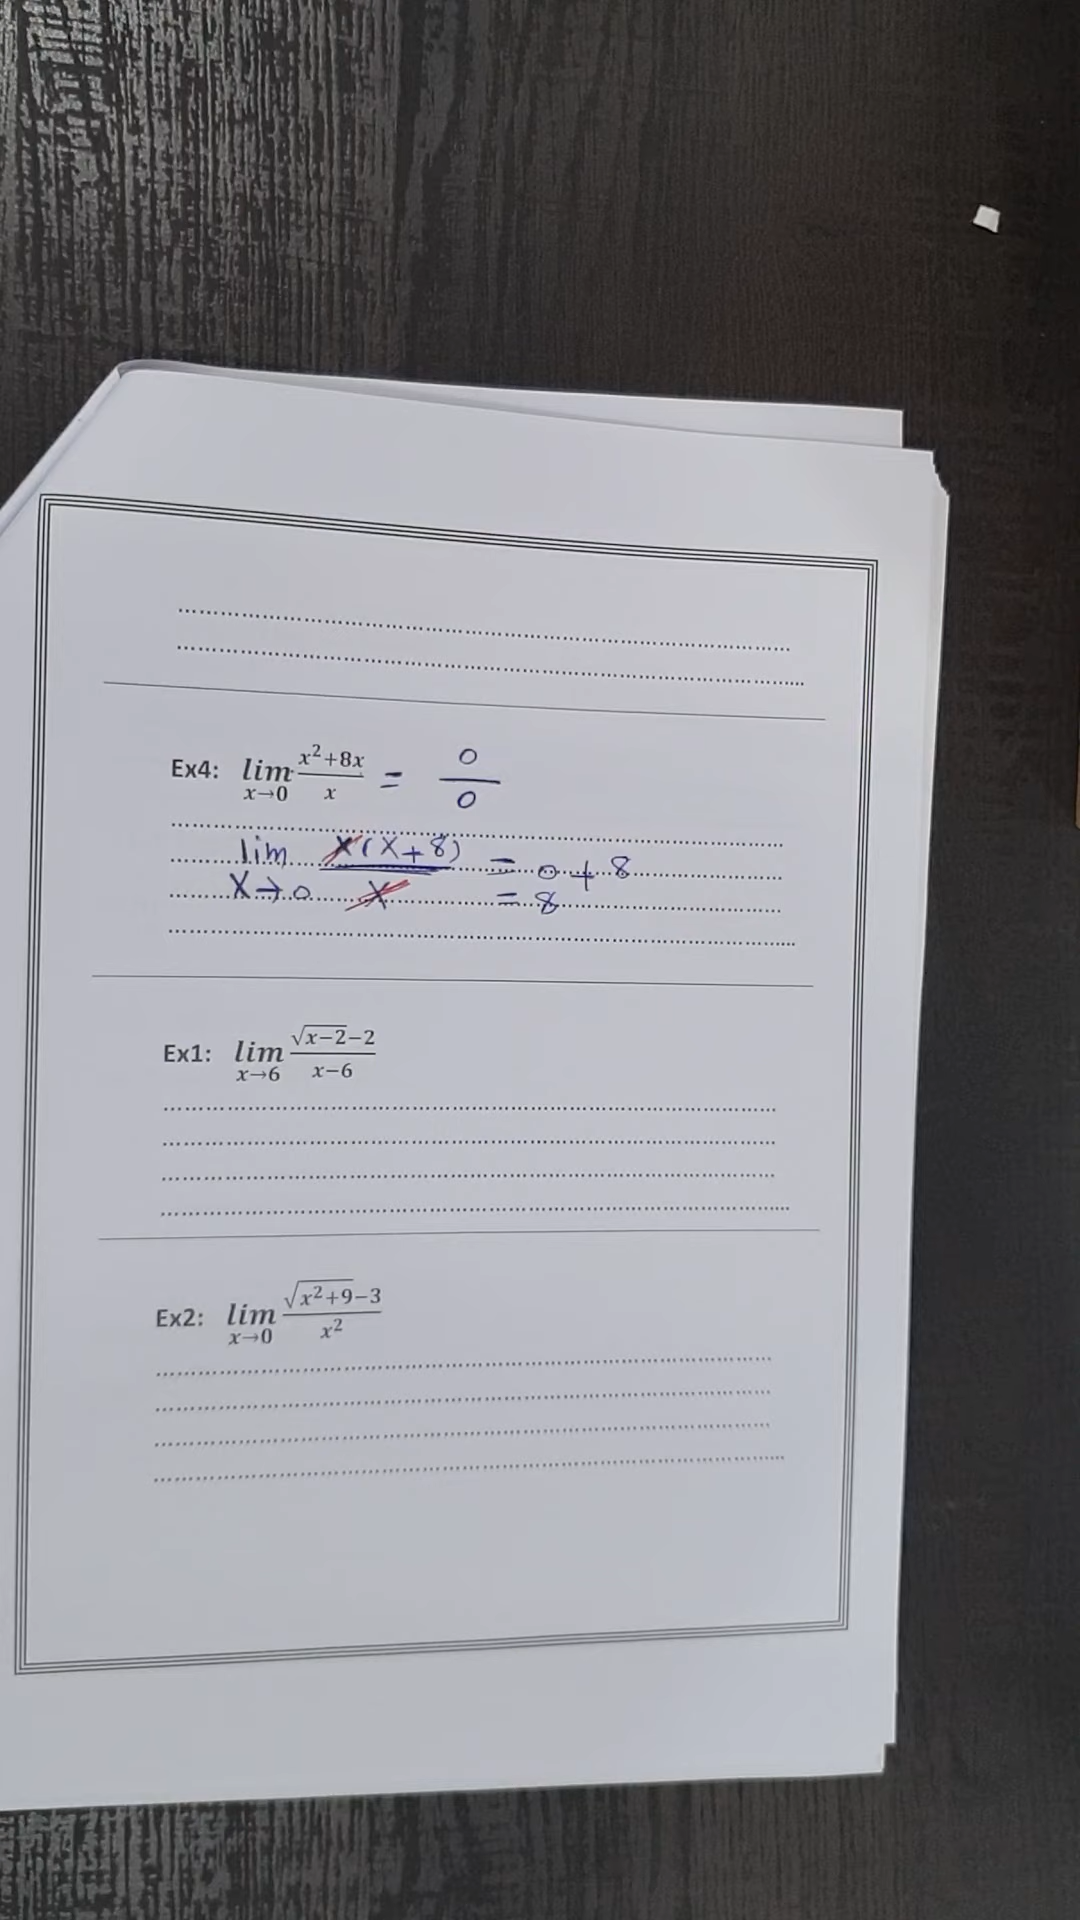 Ex4: lim x→0 x²+8x / x = 0 / 0
lim x→0 x(x+8) / x = 0+8
= 8
Ex1: lim x→6 √x−2−2 / x−6
Ex2: lim x→0 √x²+9−3 / x²